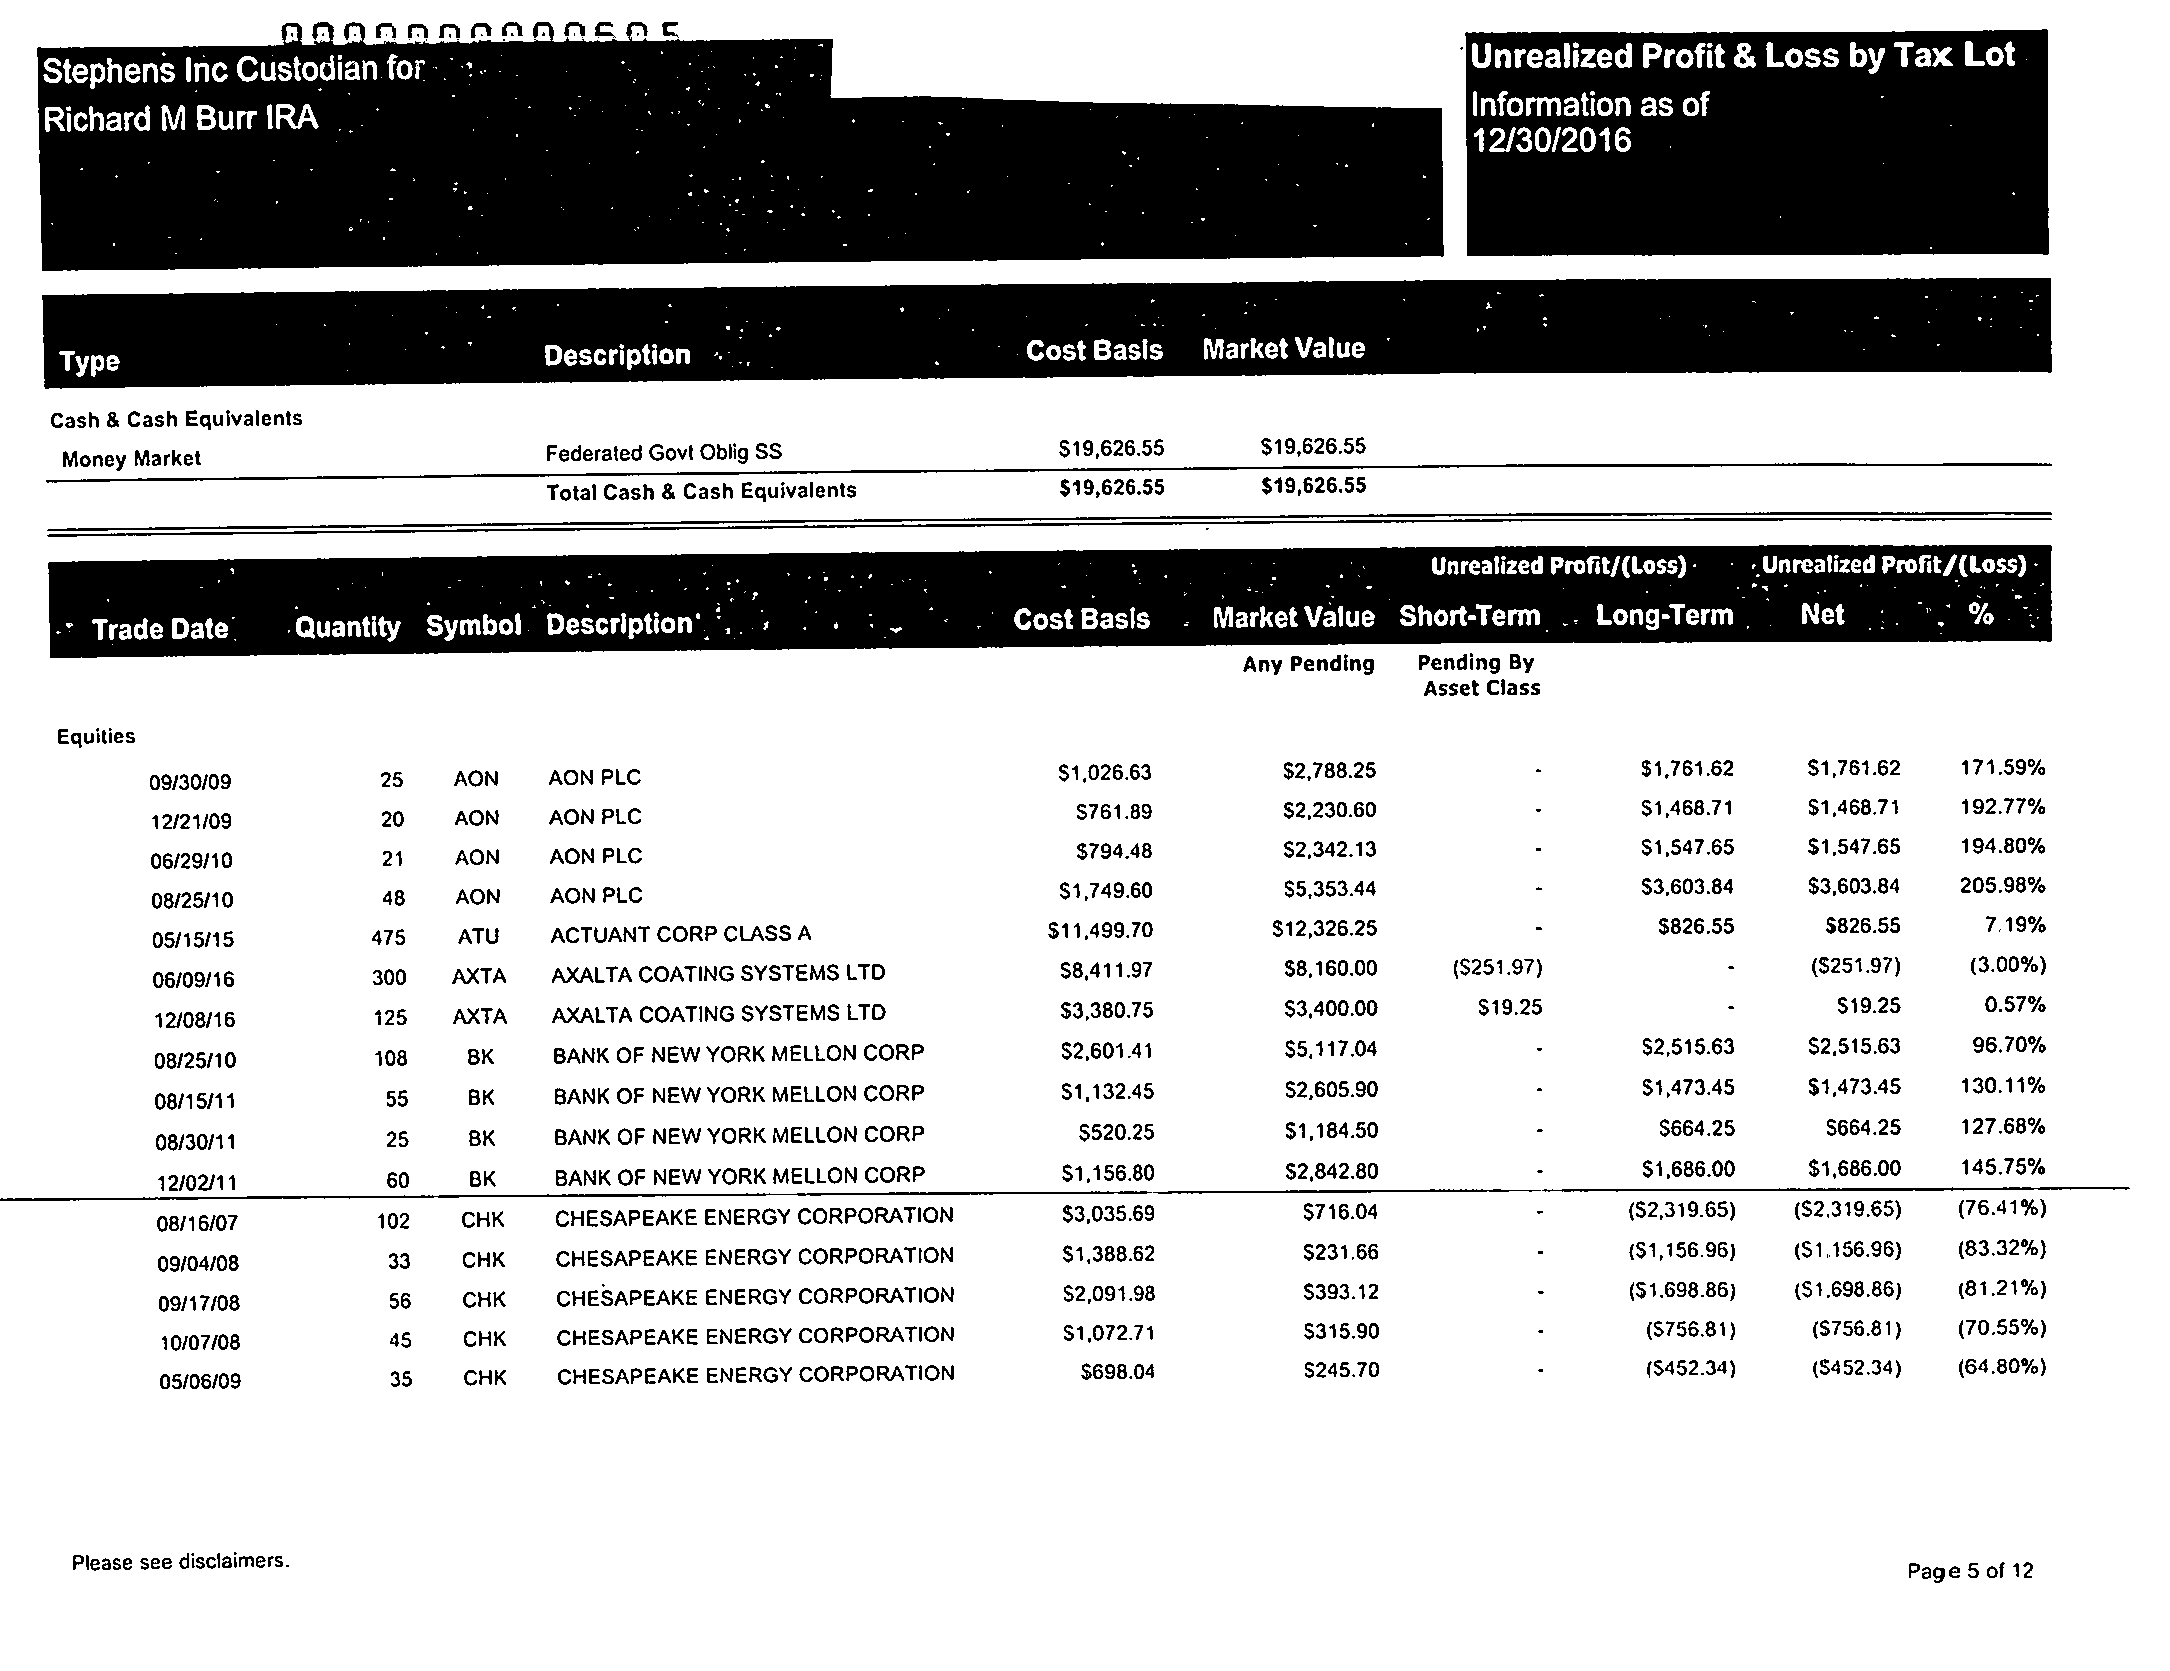 Stephens Inc Custodian for
Richard M Burr IRA
Unrealized Profit & Loss by Tax Lot
Information as of
12/30/2016
Type Description Cost Basis Market Value
Cash & Cash Equivalents
Money Market Federated Govt Oblig SS $19,626.55 $19,626.55
Total Cash & Cash Equivalents $19,626.55 $19,626.55
Unrealized Profit/(Loss) Unrealized Profit/(Loss)
Trade Date Quantity Symbol Description Cost Basis Market Value Short-Term Long-Term Net %
Any Pending Pending By
Asset Class
Equities
09/30/09 25 AON AON PLC $1,026.63 $2,788.25 - $1,761.62 $1,761.62 171.59%
12/21/09 20 AON AON PLC $761.89 $2,230.60 - $1,468.71 $1,468.71 192.77%
06/29/10 21 AON AON PLC $794.48 $2,342.13 - $1,547.65 $1,547.65 194.80%
08/25/10 48 AON AON PLC $1,749.60 $5,353.44 - $3,603.84 $3,603.84 205.98%
05/15/15 475 ATU ACTUANT CORP CLASS A $11,499.70 $12,326.25 - $826.55 $826.55 7.19%
06/09/16 300 AXTA AXALTA COATING SYSTEMS LTD $8,411.97 $8,160.00 ($251.97) - ($251.97) (3.00%)
12/08/16 125 AXTA AXALTA COATING SYSTEMS LTD $3,380.75 $3,400.00 $19.25 - $19.25 0.57%
08/25/10 108 BK BANK OF NEW YORK MELLON CORP $2,601.41 $5,117.04 - $2,515.63 $2,515.63 96.70%
08/15/11 55 BK BANK OF NEW YORK MELLON CORP $1,132.45 $2,605.90 - $1,473.45 $1,473.45 130.11%
08/30/11 25 BK BANK OF NEW YORK MELLON CORP $520.25 $1,184.50 - $664.25 $664.25 127.68%
12/02/11 60 BK BANK OF NEW YORK MELLON CORP $1,156.80 $2,842.80 - $1,686.00 $1,686.00 145.75%
08/16/07 102 CHK CHESAPEAKE ENERGY CORPORATION $3,035.69 $716.04 - ($2,319.65) ($2,319.65) (76.41%)
09/04/08 33 CHK CHESAPEAKE ENERGY CORPORATION $1,388.62 $231.66 - ($1,156.96) ($1,156.96) (83.32%)
09/17/08 56 CHK CHESAPEAKE ENERGY CORPORATION $2,091.98 $393.12 - ($1,698.86) ($1,698.86) (81.21%)
10/07/08 45 CHK CHESAPEAKE ENERGY CORPORATION $1,072.71 $315.90 - ($756.81) ($756.81) (70.55%)
05/06/09 35 CHK CHESAPEAKE ENERGY CORPORATION $698.04 $245.70 - ($452.34) ($452.34) (64.80%)
Please see disclaimers.
Page 5 of 12